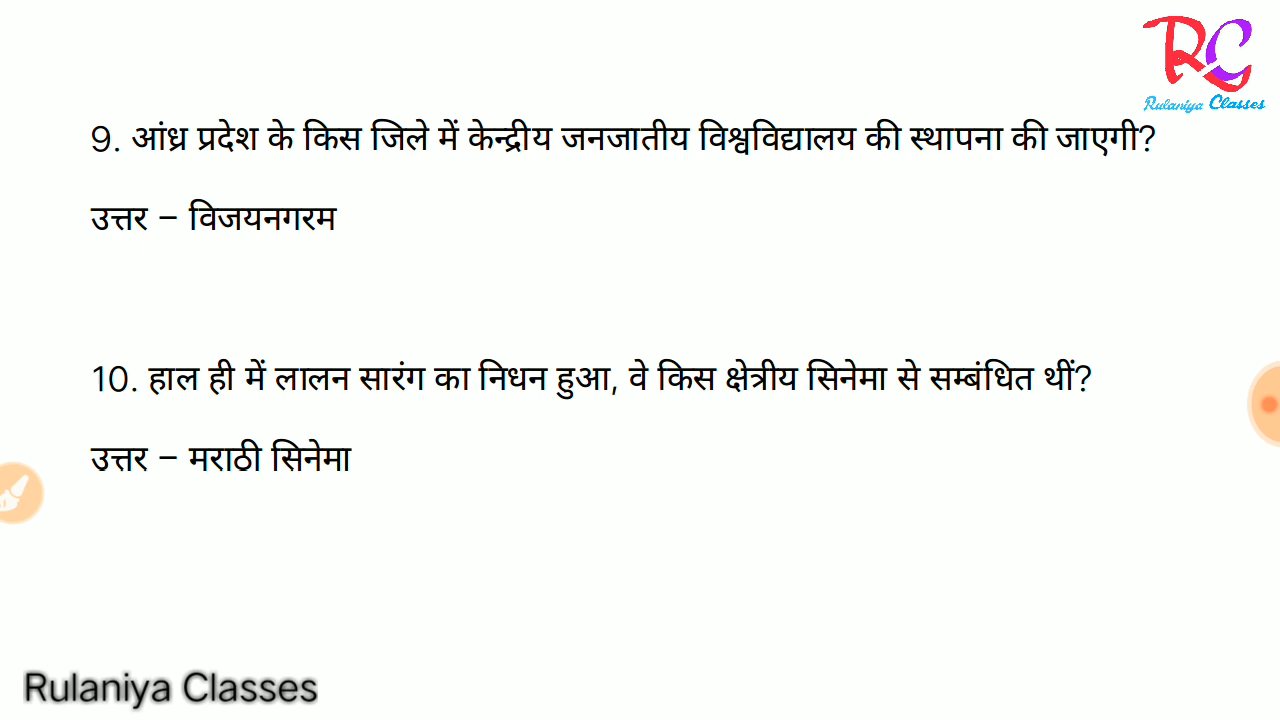 RC
Rulaniya Classes
9. आंध्र प्रदेश के किस जिले में केन्द्रीय जनजातीय विश्वविद्यालय की स्थापना की जाएगी?
उत्तर – विजयनगरम
10. हाल ही में लालन सारंग का निधन हुआ, वे किस क्षेत्रीय सिनेमा से सम्बंधित थीं?
उत्तर – मराठी सिनेमा
Rulaniya Classes